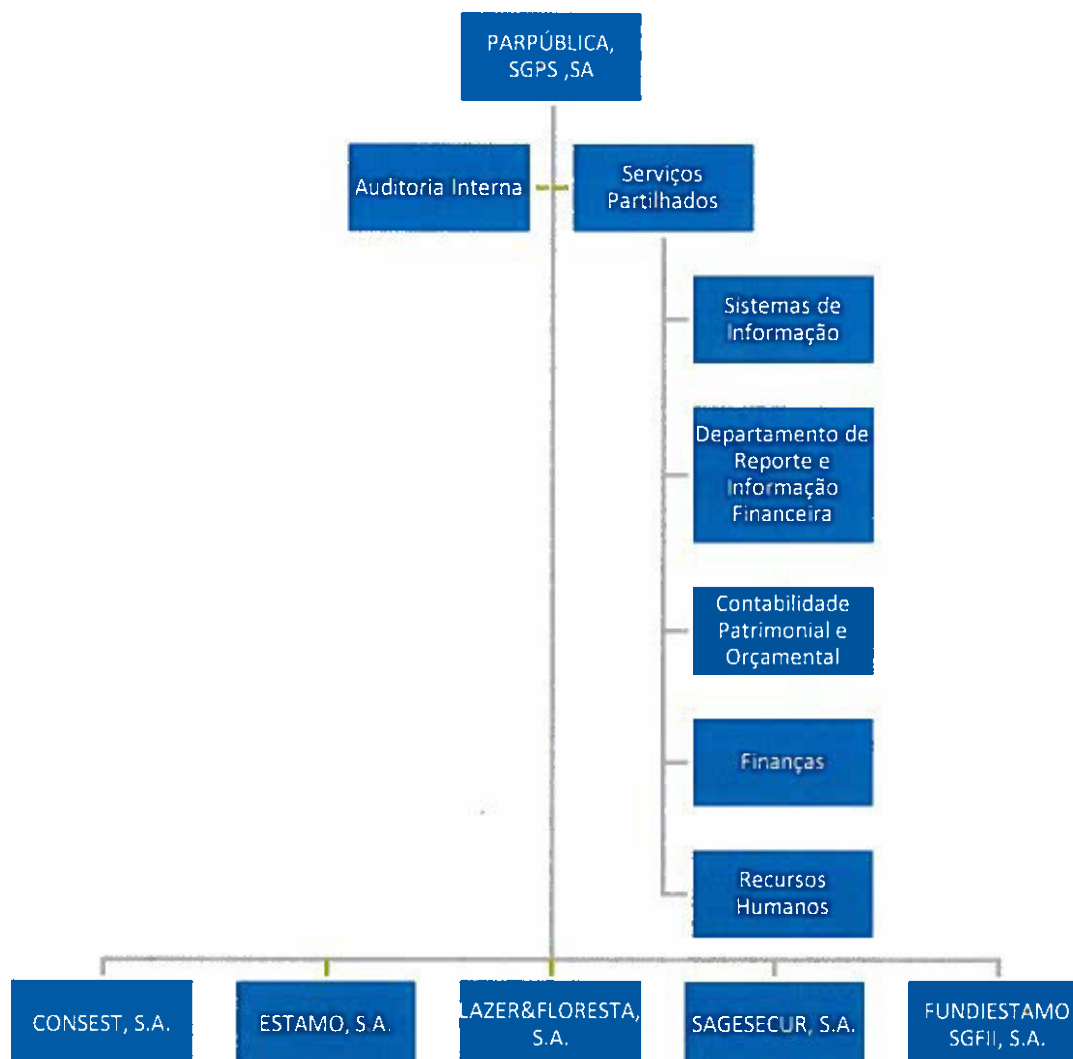 PARPÚBLICA,
SGPS ,SA
Auditoria Interna
Serviços
Partilhados
Sistemas de
Informação
Departamento de
Reporte e
Informação
Financeira
Contabilidade
Patrimonial e
Orçamental
Finanças
Recursos
Humanos
CONSEST, S.A.
ESTAMO, S.A.
LAZER&FLORESTA,
S.A.
SAGESECUR, S.A.
FUNDIESTAMO
SGFII, S.A.